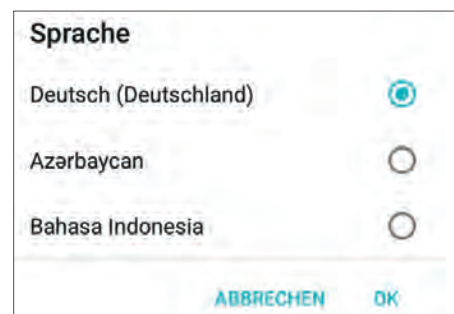 Sprache
Deutsch (Deutschland)
Azərbaycan
Bahasa Indonesia
ABBRECHEN OK